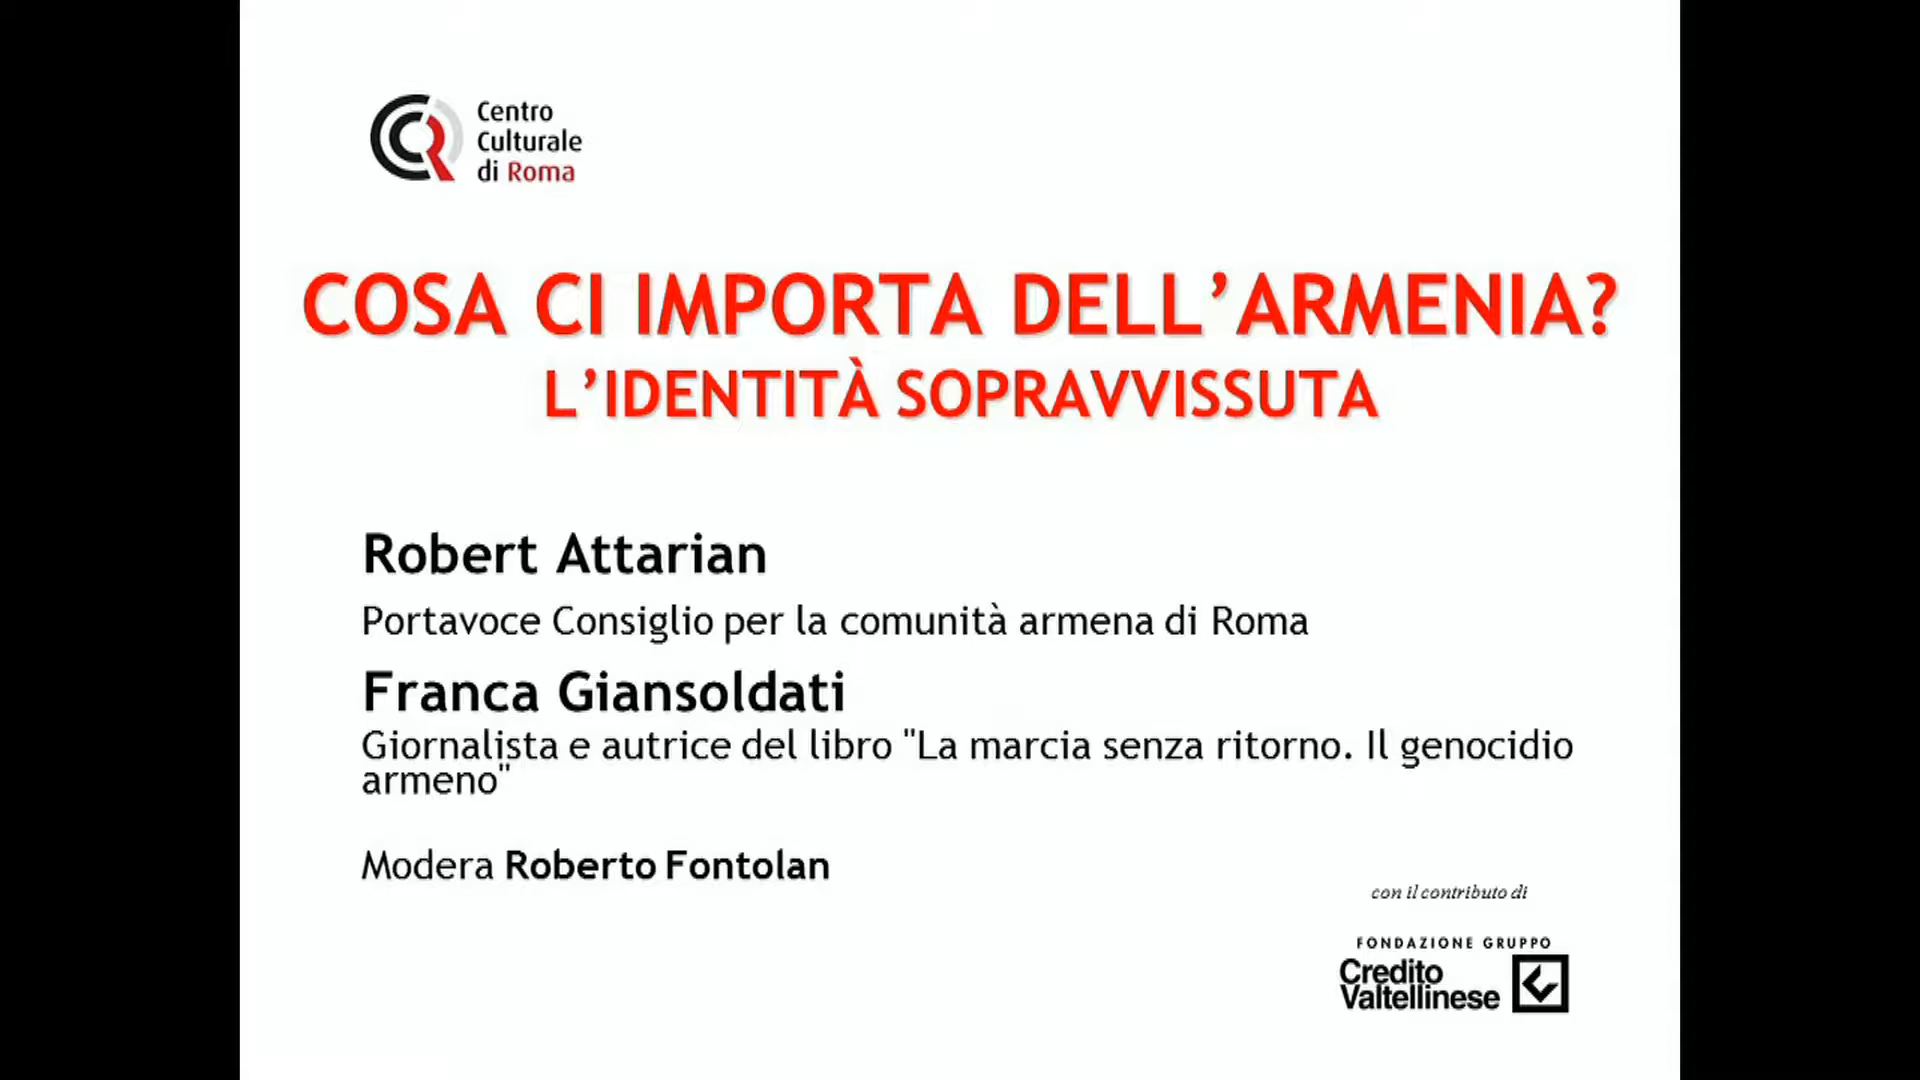 Centro
Culturale
di Roma
COSA CI IMPORTA DELL’ARMENIA?
L’IDENTITÀ SOPRAVVISSUTA
Robert Attarian
Portavoce Consiglio per la comunità armena di Roma
Franca Giansoldati
Giornalista e autrice del libro "La marcia senza ritorno. Il genocidio
armeno"
Modera Roberto Fontolan
con il contributo di
FONDAZIONE GRUPPO
Credito
Valtellinese